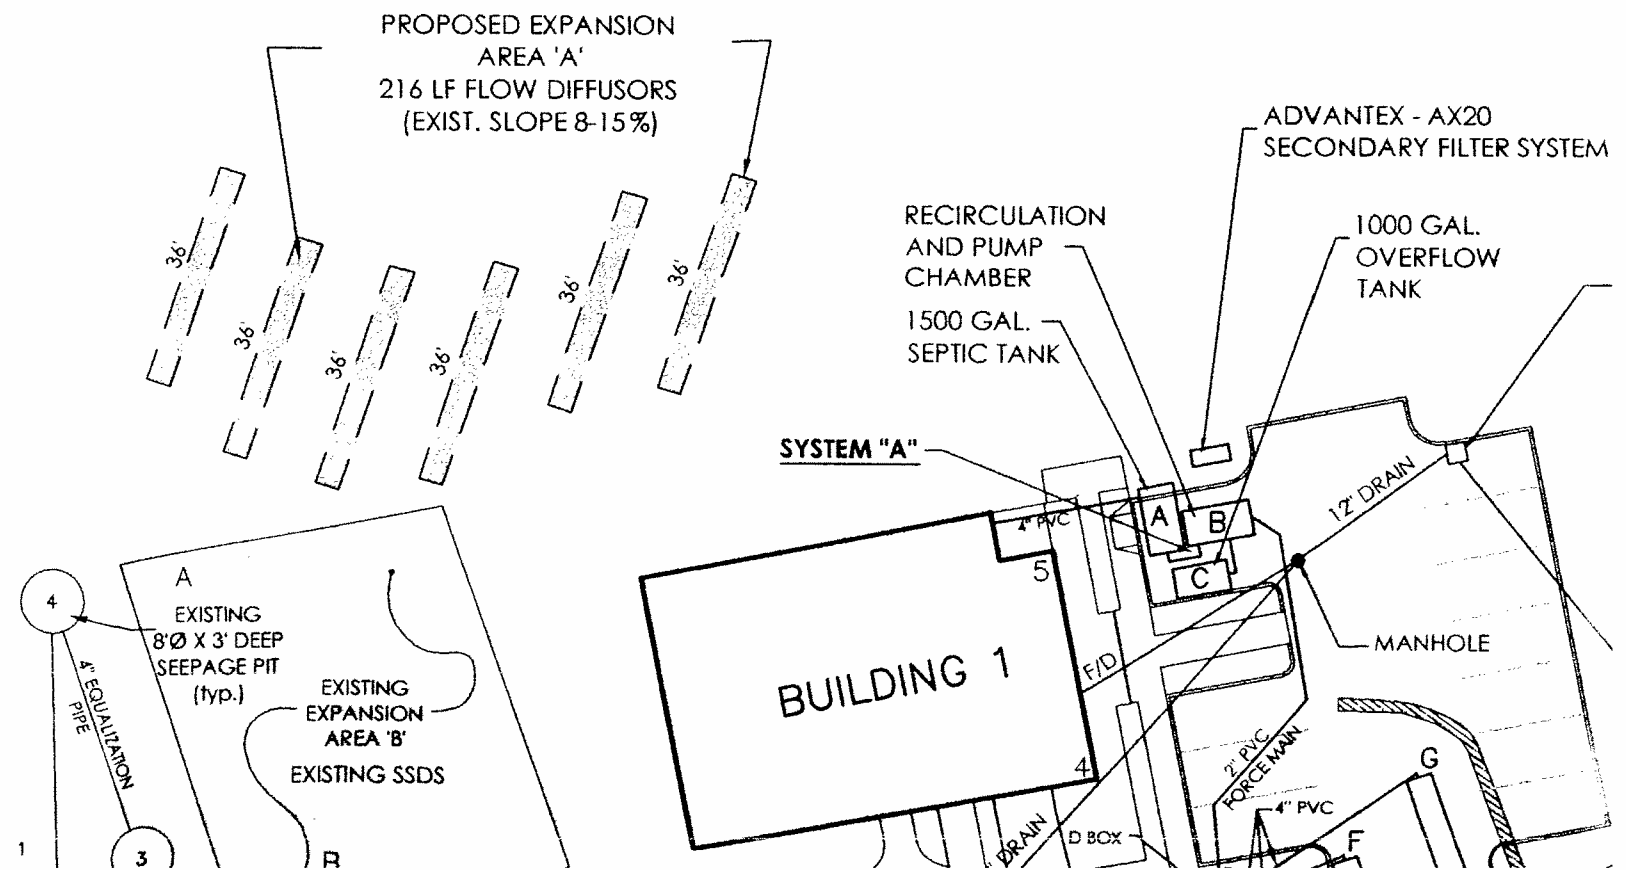 PROPOSED EXPANSION
AREA 'A'
216 LF FLOW DIFFUSORS
(EXIST. SLOPE 8-15%)
ADVANTEX - AX20
SECONDARY FILTER SYSTEM
RECIRCULATION
AND PUMP
CHAMBER
1000 GAL.
OVERFLOW
TANK
1500 GAL.
SEPTIC TANK
36'
36'
36'
36'
36'
36'
SYSTEM "A"
12" DRAIN
4" PVC
A
B
C
5
A
4
EXISTING
8'Ø X 3' DEEP
SEEPAGE PIT
(typ.)
4" EQUALIZATION
PIPE
EXISTING
EXPANSION
AREA 'B'
EXISTING SSDS
BUILDING 1
F/D
MANHOLE
4
2" PVC
FORCE MAIN
G
4" PVC
F
D BOX
DRAIN
1
3
B